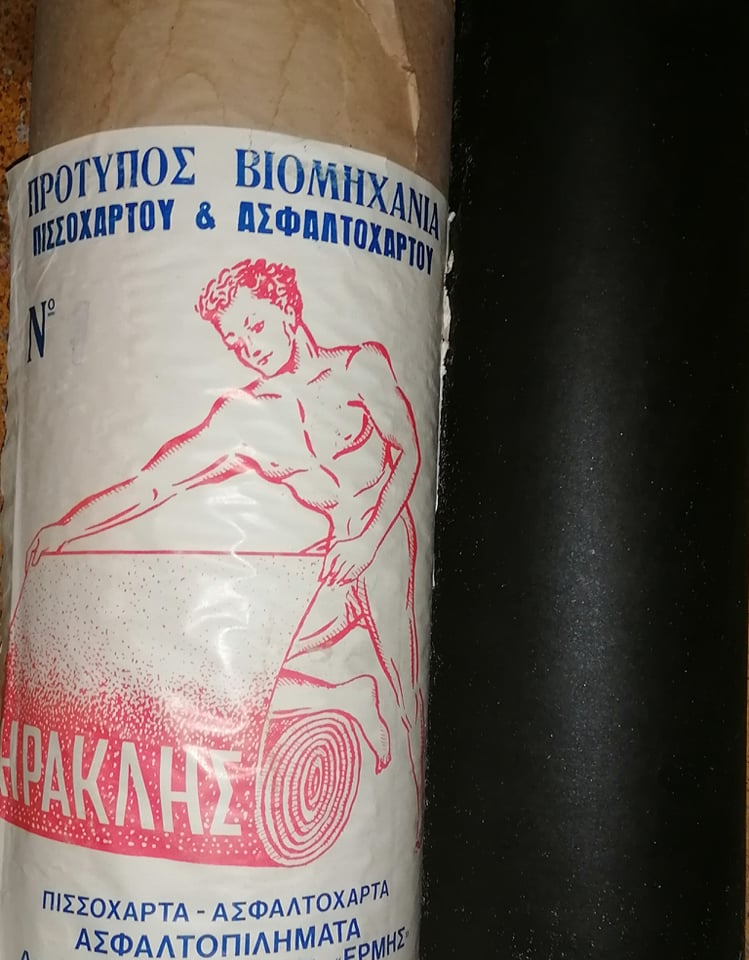 ΠΡΟΤΥΠΟΣ ΒΙΟΜΗΧΑΝΙΑ
ΠΙΣΣΟΧΑΡΤΟΥ & ΑΣΦΑΛΤΟΧΑΡΤΟΥ
Nº
ΗΡΑΚΛΗΣ
ΠΙΣΣΟΧΑΡΤΑ - ΑΣΦΑΛΤΟΧΑΡΤΑ
ΑΣΦΑΛΤΟΠΙΛΗΜΑΤΑ
«ΕΡΜΗΣ»